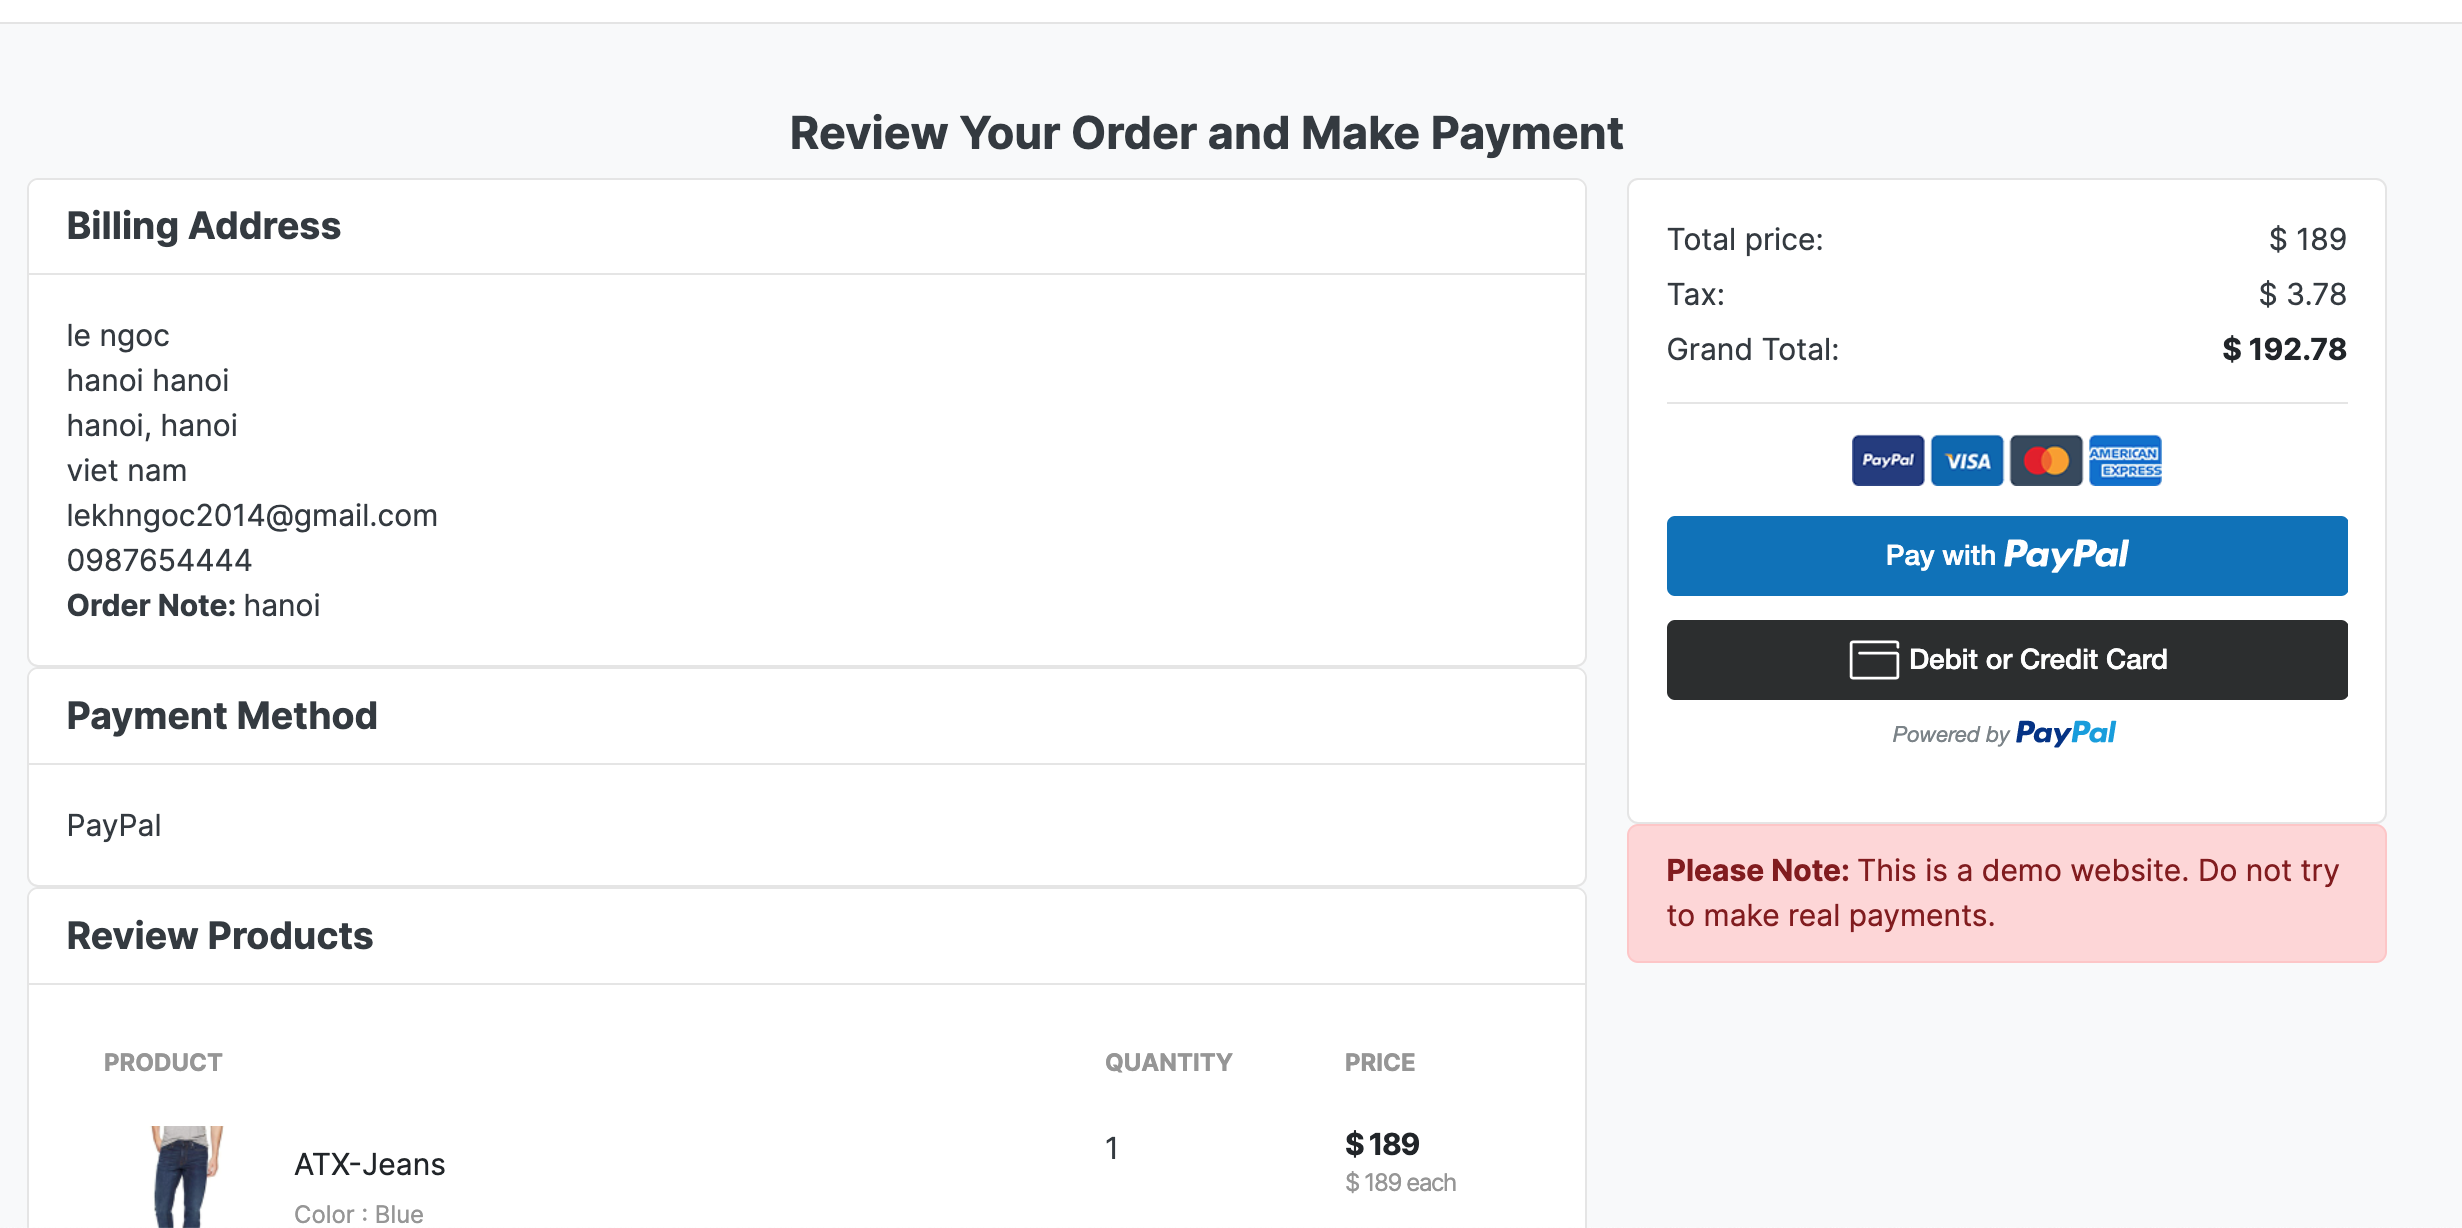 Review Your Order and Make Payment
Billing Address
le ngoc
hanoi hanoi
hanoi, hanoi
viet nam
lekhngoc2014@gmail.com
0987654444
Order Note: hanoi
Payment Method
PayPal
Review Products
PRODUCT QUANTITY PRICE
ATX-Jeans 1 $ 189
$ 189 each
Color : Blue
Total price: $ 189
Tax: $ 3.78
Grand Total: $ 192.78
PayPal VISA AMERICAN EXPRESS
Pay with PayPal
Debit or Credit Card
Powered by PayPal
Please Note: This is a demo website. Do not try
to make real payments.